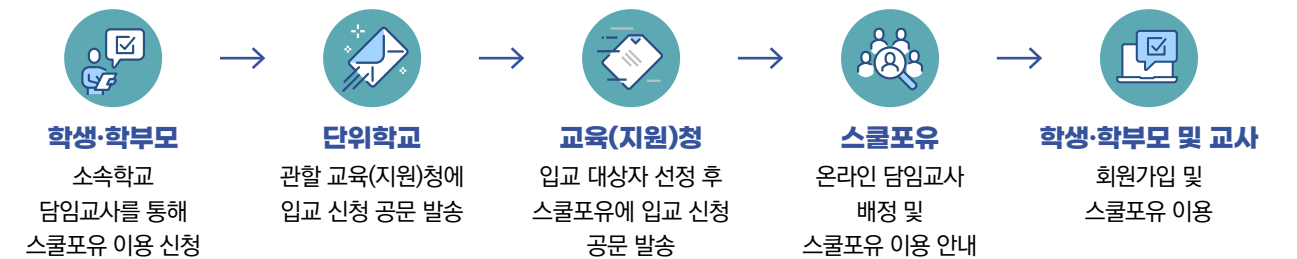 학생·학부모
소속학교
담임교사를 통해
스쿨포유 이용 신청
단위학교
관할 교육(지원)청에
입교 신청 공문 발송
교육(지원)청
입교 대상자 선정 후
스쿨포유에 입교 신청
공문 발송
스쿨포유
온라인 담임교사
배정 및
스쿨포유 이용 안내
학생·학부모 및 교사
회원가입 및
스쿨포유 이용